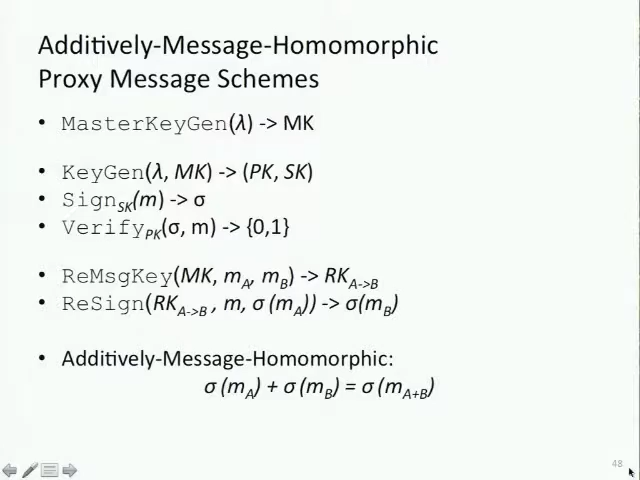 Additively-Message-Homomorphic
Proxy Message Schemes
• MasterKeyGen(λ) -> MK
• KeyGen(λ, MK) -> (PK, SK)
• Sign_SK(m) -> σ
• Verify_PK(σ, m) -> {0,1}
• ReMsgKey(MK, m_A, m_B) -> RK_A->B
• ReSign(RK_A->B , m, σ (m_A)) -> σ(m_B)
• Additively-Message-Homomorphic:
σ (m_A) + σ (m_B) = σ (m_A+B)
48